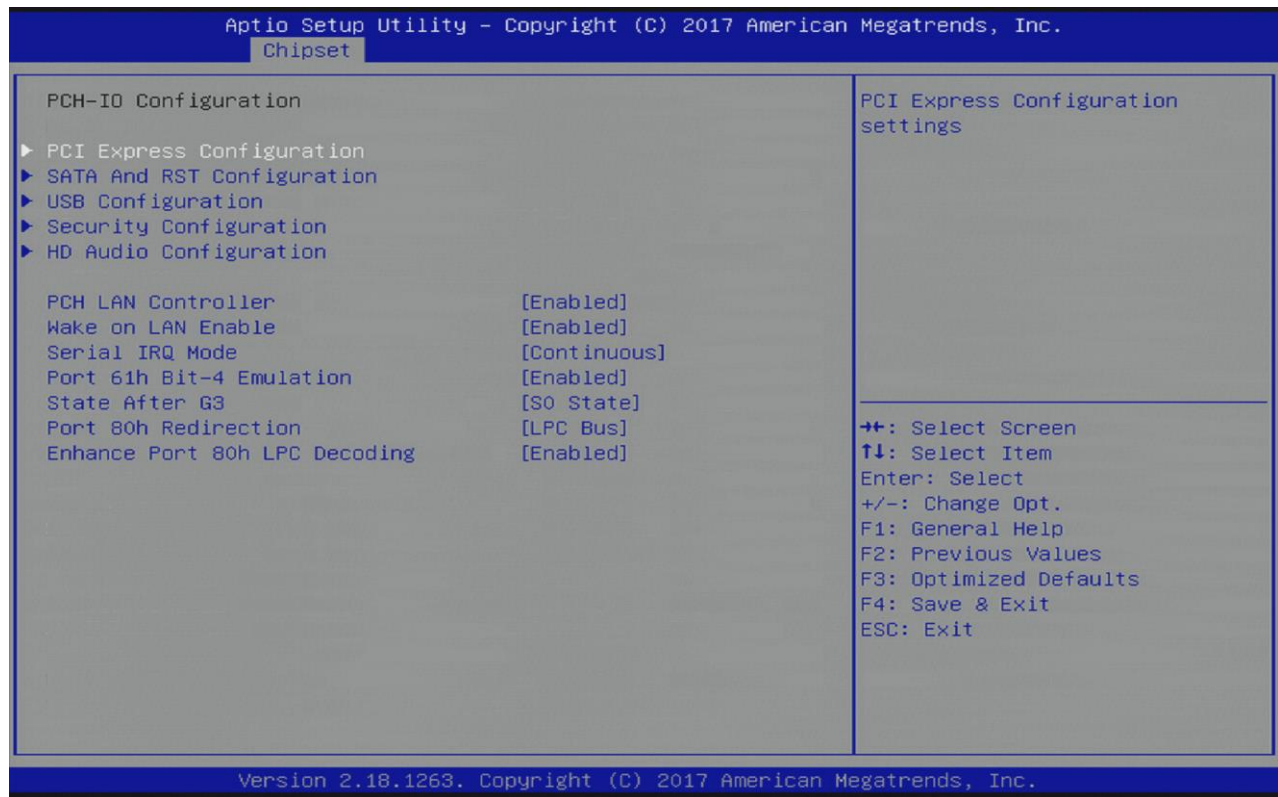 Aptio Setup Utility – Copyright (C) 2017 American Megatrends, Inc.
Chipset
PCH-IO Configuration
▶ PCI Express Configuration
▶ SATA And RST Configuration
▶ USB Configuration
▶ Security Configuration
▶ HD Audio Configuration
PCH LAN Controller [Enabled]
Wake on LAN Enable [Enabled]
Serial IRQ Mode [Continuous]
Port 61h Bit-4 Emulation [Enabled]
State After G3 [S0 State]
Port 80h Redirection [LPC Bus]
Enhance Port 80h LPC Decoding [Enabled]
PCI Express Configuration
settings
→←: Select Screen
↑↓: Select Item
Enter: Select
+/-: Change Opt.
F1: General Help
F2: Previous Values
F3: Optimized Defaults
F4: Save & Exit
ESC: Exit
Version 2.18.1263. Copyright (C) 2017 American Megatrends, Inc.